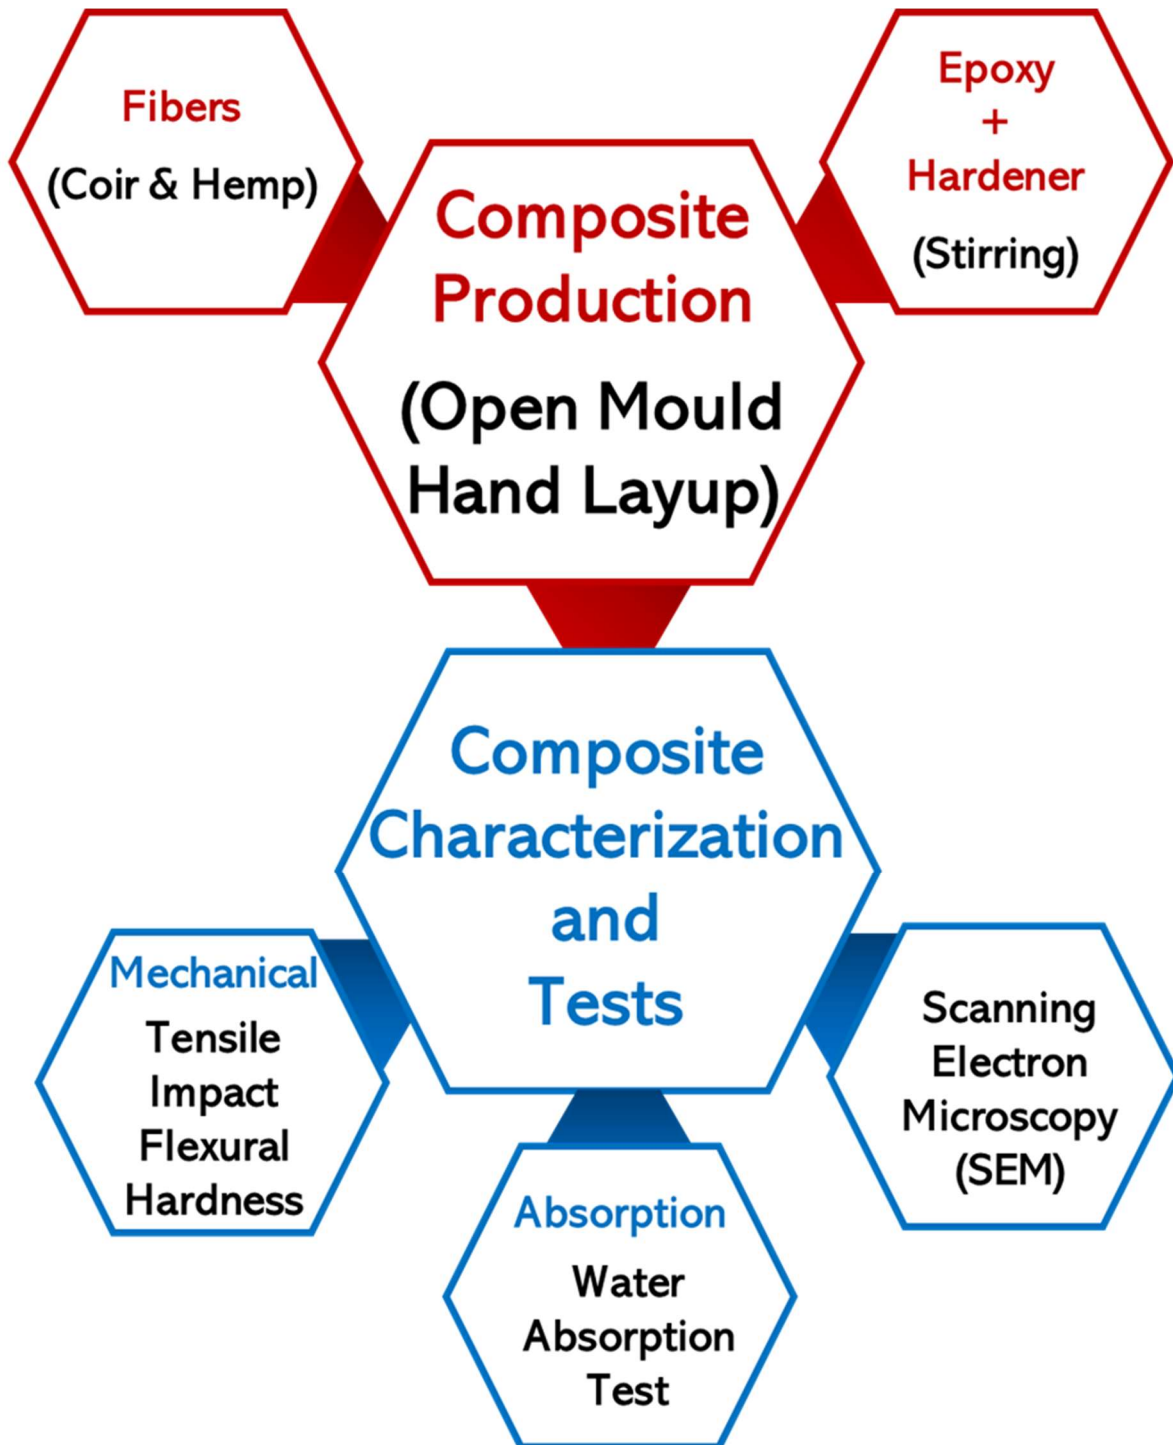 Fibers
(Coir & Hemp)
Epoxy
+
Hardener
(Stirring)
Composite
Production
(Open Mould
Hand Layup)
Composite
Characterization
and
Tests
Mechanical
Tensile
Impact
Flexural
Hardness
Absorption
Water
Absorption
Test
Scanning
Electron
Microscopy
(SEM)